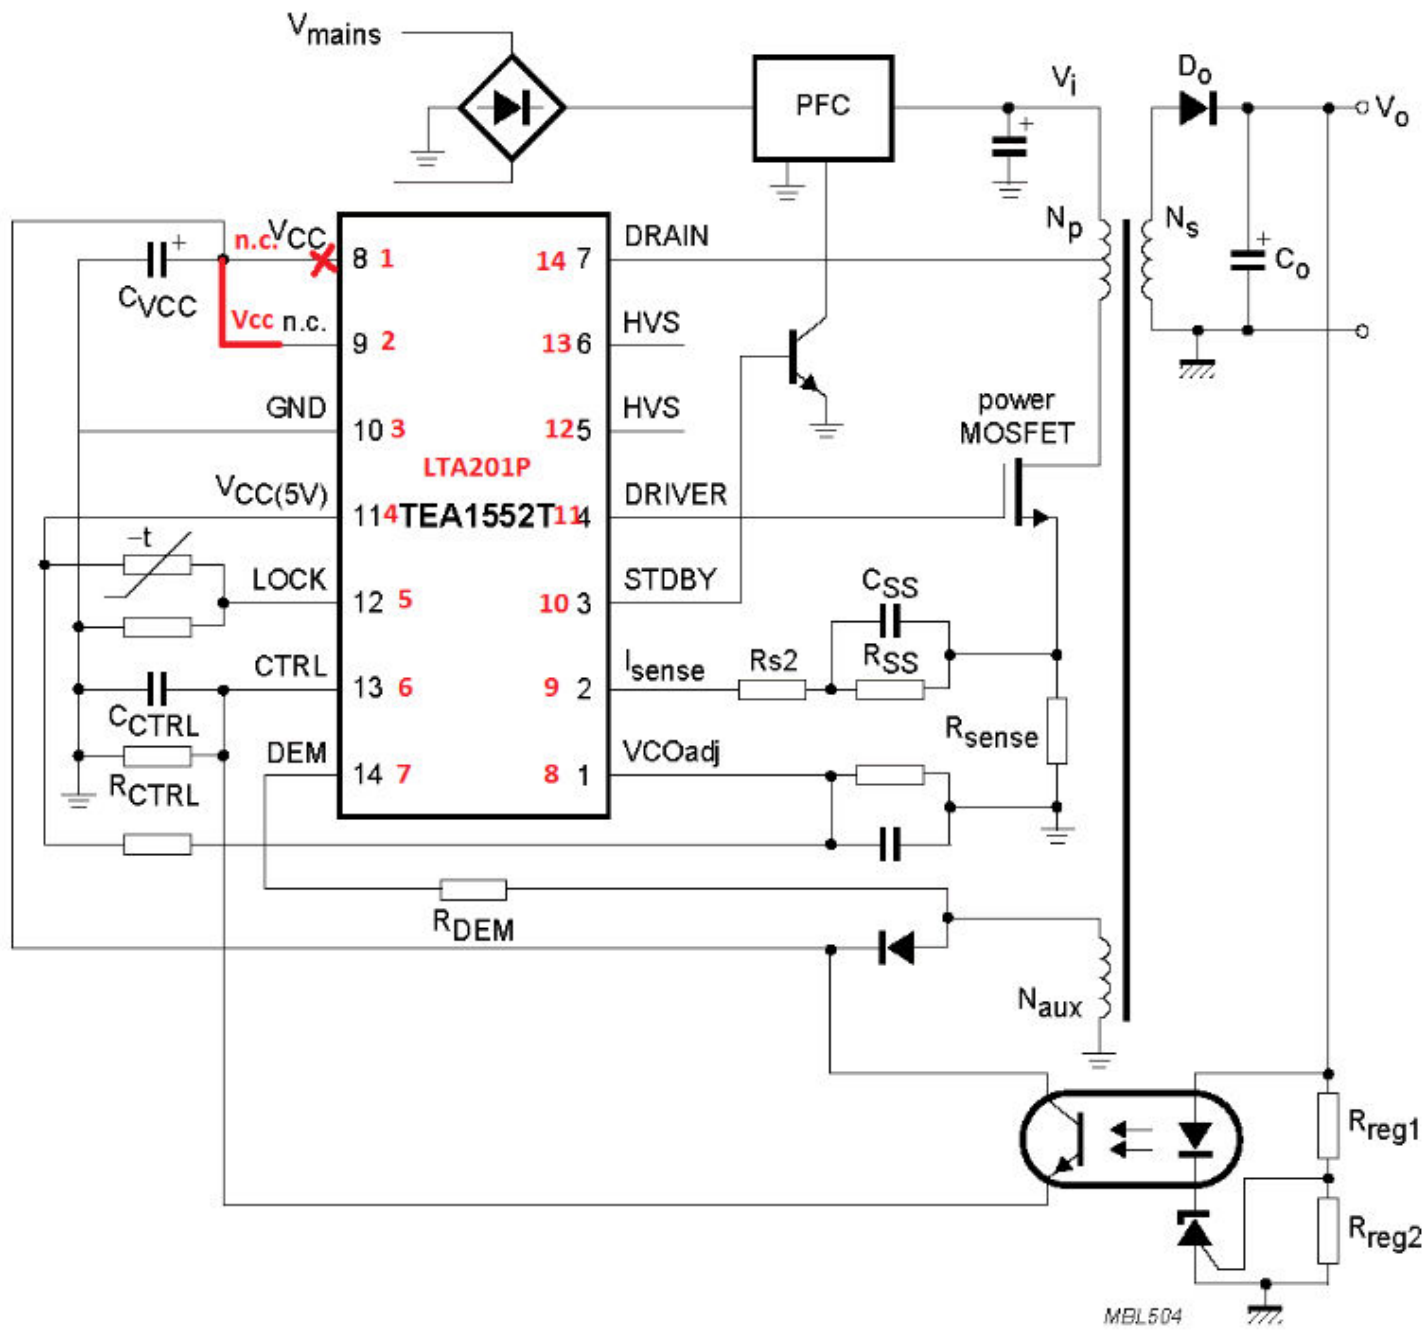 Vmains
PFC
Vi
Do
Vo
Np
Ns
Co
+
+
+
n.c. VCC
8 1
CVCC
Vcc n.c.
9 2
GND
10 3
VCC(5V)
11 4
-t
LOCK
12 5
CTRL
13 6
CCTRL
RCTRL
DEM
14 7
LTA201P
TEA1552T
14 7
DRAIN
13 6
HVS
12 5
HVS
11 4
DRIVER
10 3
STDBY
9 2
Isense
8 1
VCOadj
power
MOSFET
CSS
Rs2
RSS
Rsense
RDEM
Naux
Rreg1
Rreg2
MBL504